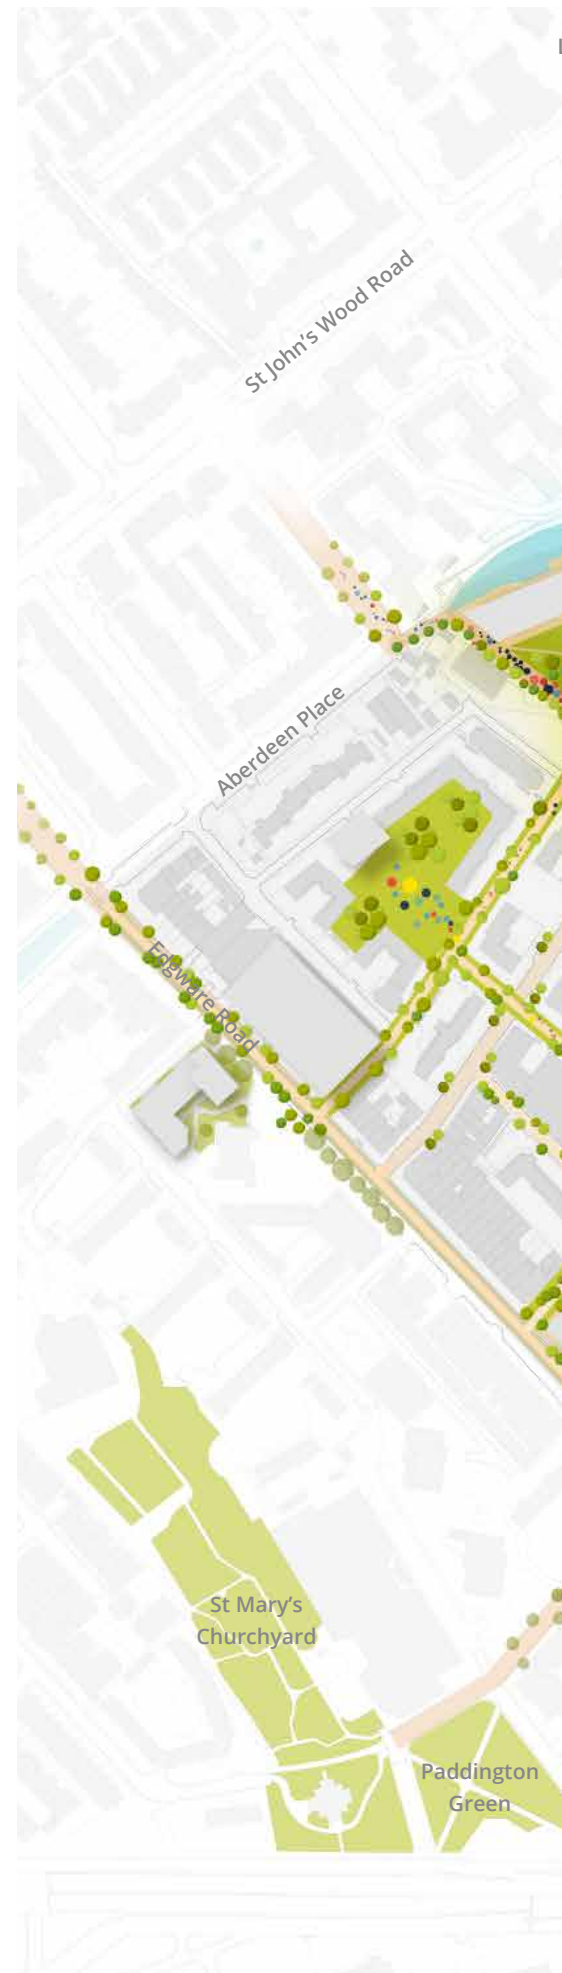 St John's Wood Road
Aberdeen Place
Edgware Road
St Mary's
Churchyard
Paddington
Green